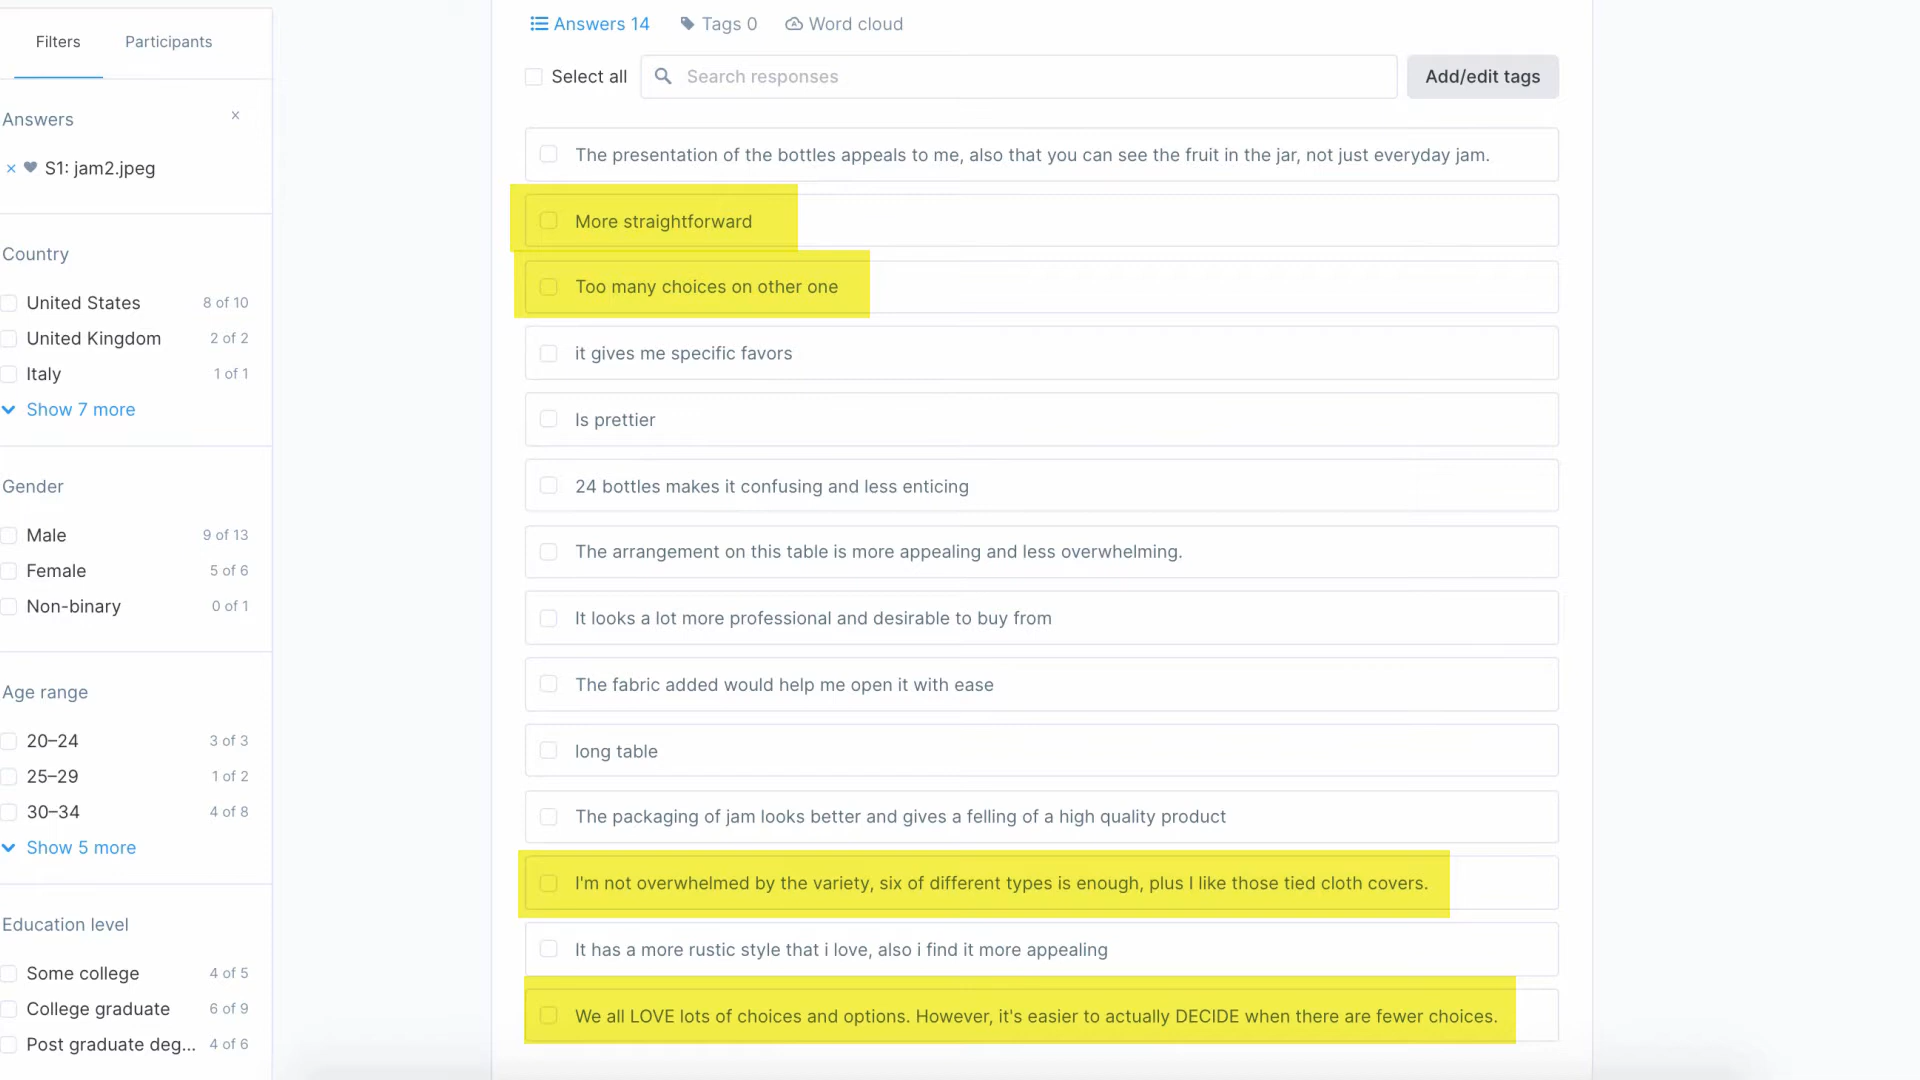 Filters
Participants
Answers
×
× S1: jam2.jpeg
Country
United States 8 of 10
United Kingdom 2 of 2
Italy 1 of 1
Show 7 more
Gender
Male 9 of 13
Female 5 of 6
Non-binary 0 of 1
Age range
20–24 3 of 3
25–29 1 of 2
30–34 4 of 8
Show 5 more
Education level
Some college 4 of 5
College graduate 6 of 9
Post graduate deg... 4 of 6
Answers 14
Tags 0
Word cloud
Select all
Search responses
Add/edit tags
The presentation of the bottles appeals to me, also that you can see the fruit in the jar, not just everyday jam.
More straightforward
Too many choices on other one
it gives me specific favors
Is prettier
24 bottles makes it confusing and less enticing
The arrangement on this table is more appealing and less overwhelming.
It looks a lot more professional and desirable to buy from
The fabric added would help me open it with ease
long table
The packaging of jam looks better and gives a felling of a high quality product
I'm not overwhelmed by the variety, six of different types is enough, plus I like those tied cloth covers.
It has a more rustic style that i love, also i find it more appealing
We all LOVE lots of choices and options. However, it's easier to actually DECIDE when there are fewer choices.